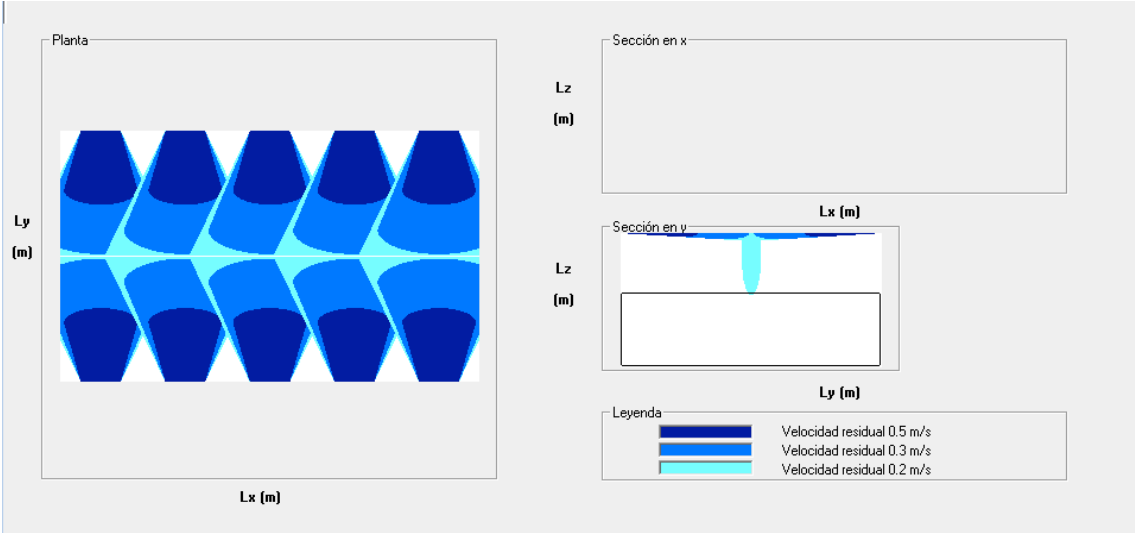 Planta
Ly
(m)
Lx (m)
Sección en x
Lz
(m)
Lx (m)
Sección en y
Lz
(m)
Ly (m)
Leyenda
Velocidad residual 0.5 m/s
Velocidad residual 0.3 m/s
Velocidad residual 0.2 m/s